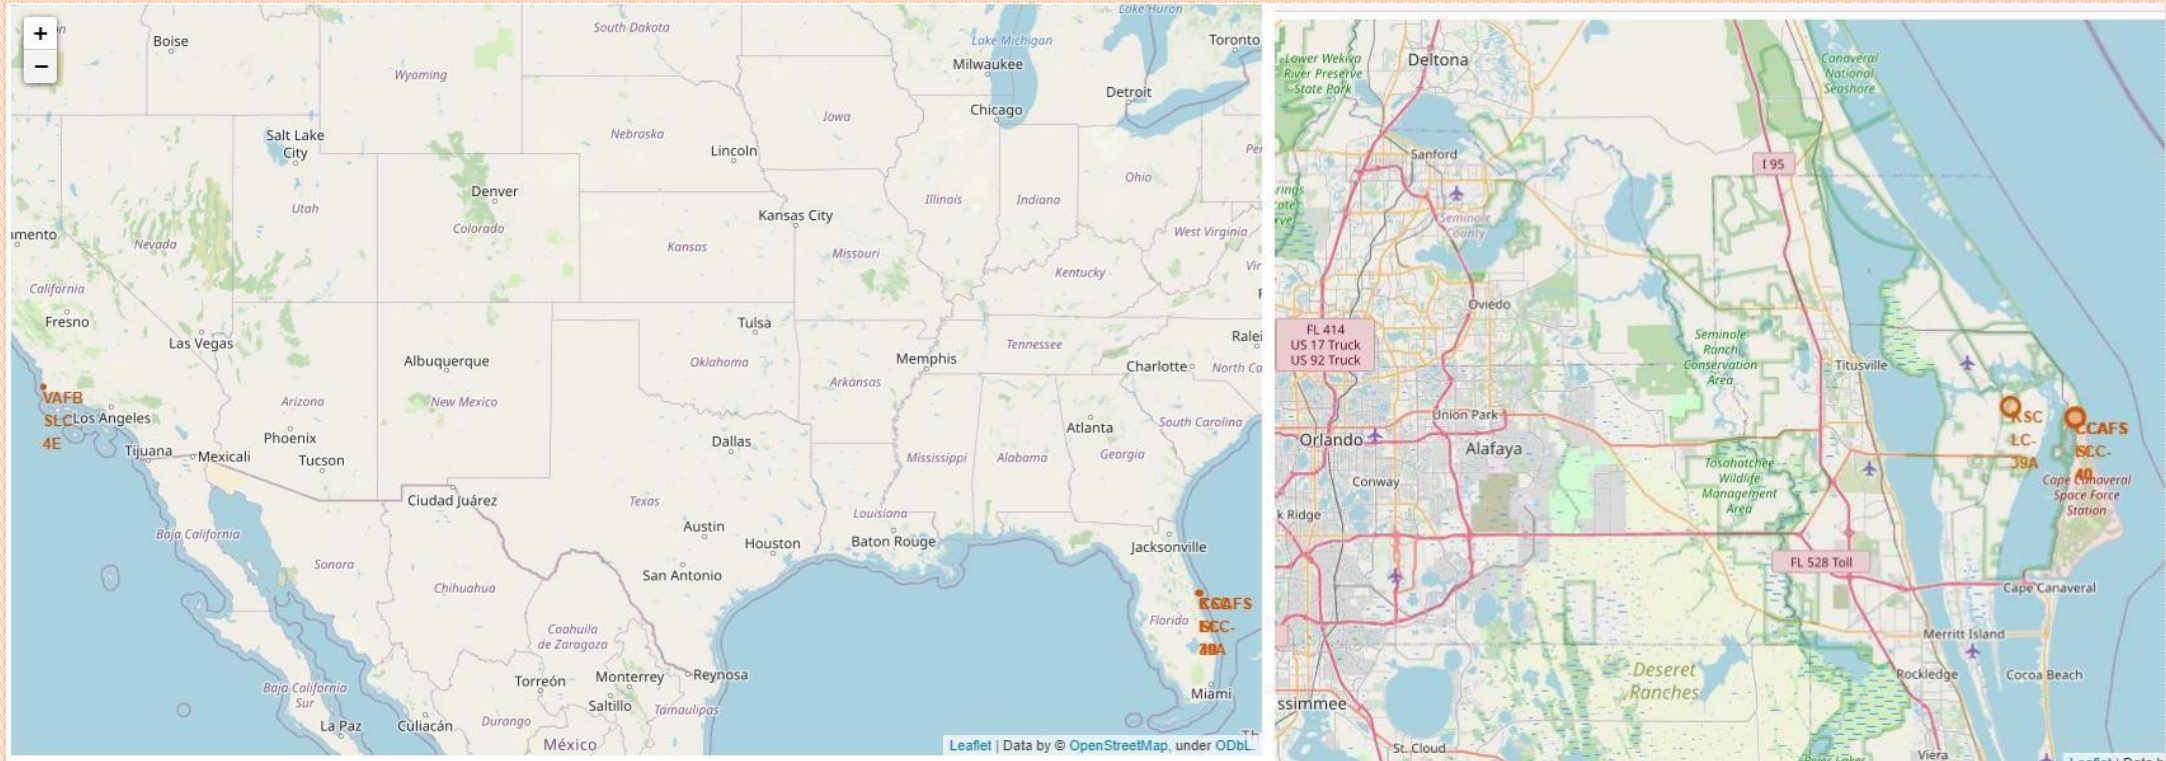 +
−
Boise
South Dakota
Lake Huron
Lake Michigan
Toronto
Wyoming
Milwaukee
Detroit
Chicago
Iowa
Salt Lake
City
Nebraska
Lincoln
Denver
Ohio
Illinois
Indiana
Utah
Kansas City
Colorado
Nevada
Kansas
Missouri
West Virginia
Kentucky
California
Fresno
Las Vegas
Tulsa
Albuquerque
Oklahoma
Memphis
Tennessee
Charlotte
Arkansas
VAFB
SLC-
4E
Los Angeles
Arizona
New Mexico
Phoenix
Tucson
Tijuana
Mexicali
Dallas
Atlanta
South Carolina
Mississippi
Alabama
Georgia
Ciudad Juárez
Texas
Louisiana
Austin
Houston
Baton Rouge
Jacksonville
Baja California
Sonora
Chihuahua
San Antonio
Florida
Coahuila
de Zaragoza
Torreón
Monterrey
Reynosa
Saltillo
Tamaulipas
Miami
Baja California
Sur
La Paz
Culiacán
Durango
México
Leaflet | Data by © OpenStreetMap, under ODbL.
Lower Wekiva
River Preserve
State Park
Deltona
Canaveral
National
Seashore
I 95
Sanford
Seminole
County
Oviedo
FL 414
US 17 Truck
US 92 Truck
Seminole
Ranch
Conservation
Area
Titusville
Union Park
Orlando
Alafaya
KSC
LC-
39A
CCAFS
Tosohatchee
Wildlife
Management
Area
Conway
Cape Canaveral
Space Force
Station
FL 528 Toll
Cape Canaveral
Merritt Island
Deseret
Ranches
Rockledge
Cocoa Beach
St. Cloud
Viera